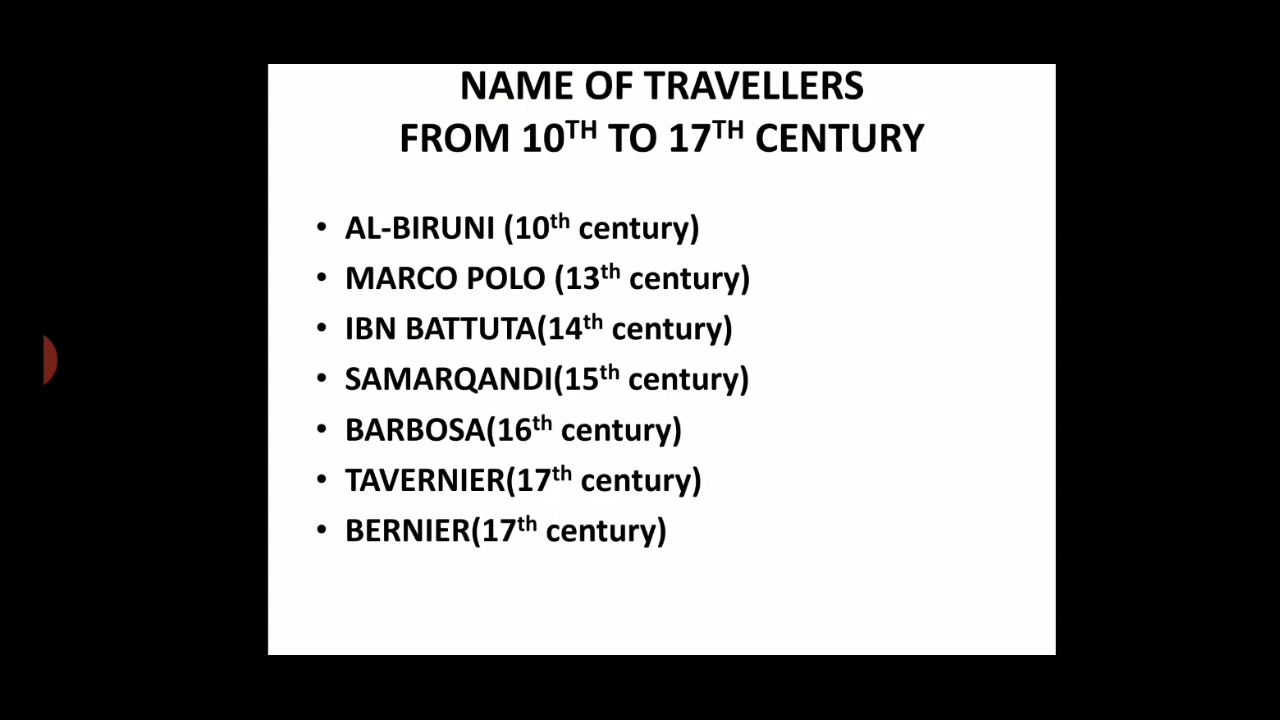 NAME OF TRAVELLERS
FROM 10TH TO 17TH CENTURY
• AL-BIRUNI (10th century)
• MARCO POLO (13th century)
• IBN BATTUTA(14th century)
• SAMARQANDI(15th century)
• BARBOSA(16th century)
• TAVERNIER(17th century)
• BERNIER(17th century)